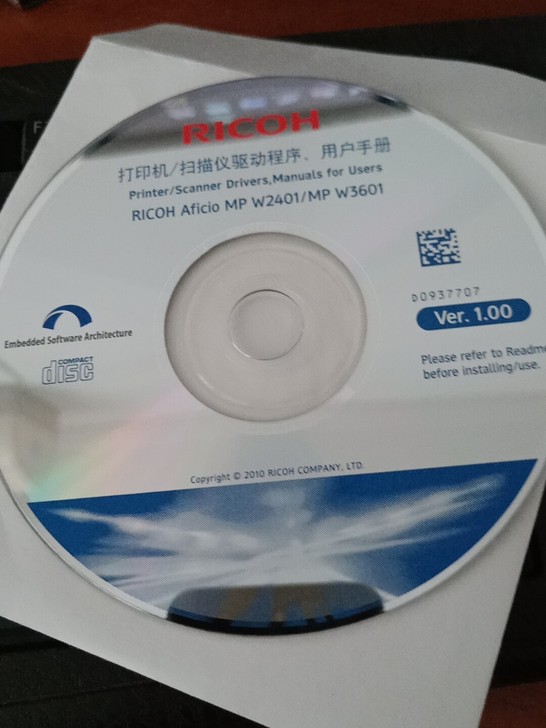 F
RICOH
打印机/扫描仪驱动程序、用户手册
Printer/Scanner Drivers,Manuals for Users
RICOH Aficio MP W2401/MP W3601
D0937707
Ver. 1.00
Embedded Software Architecture
COMPACT
disc
Please refer to Readme
before installing/use.
Copyright © 2010 RICOH COMPANY, LTD.